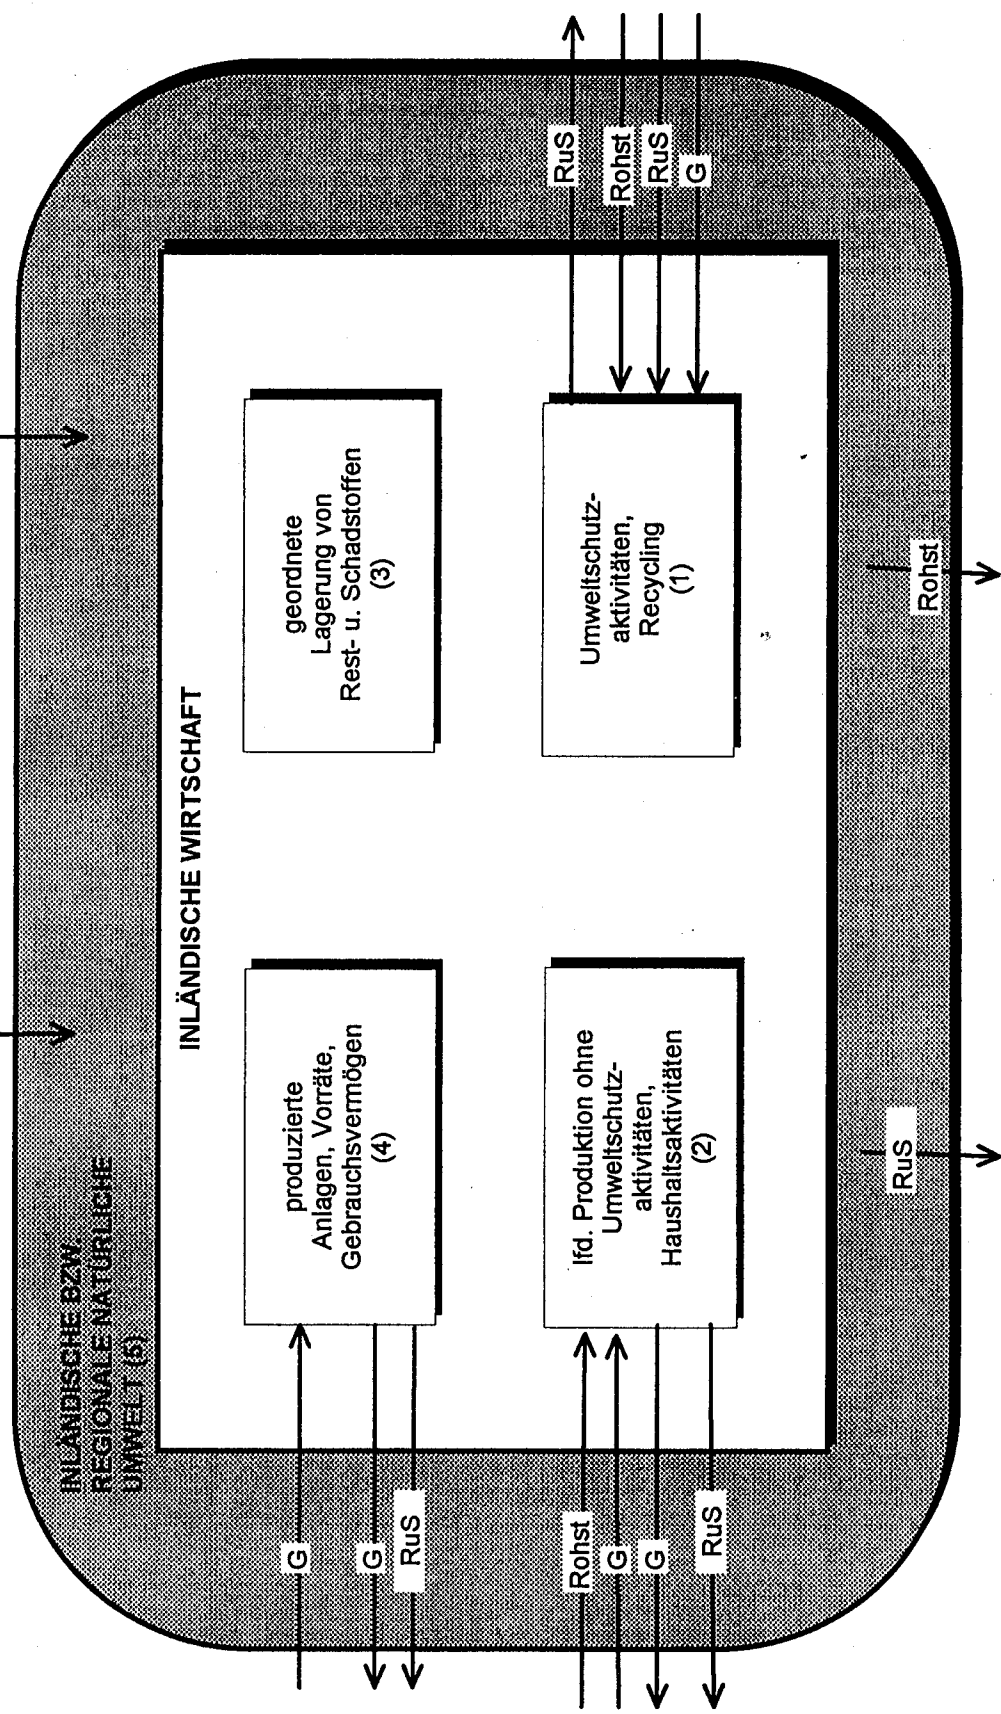 INLÄNDISCHE BZW.
REGIONALE NATÜRLICHE
UMWELT (5)
INLÄNDISCHE WIRTSCHAFT
produzierte
Anlagen, Vorräte,
Gebrauchsvermögen
(4)
geordnete
Lagerung von
Rest- u. Schadstoffen
(3)
lfd. Produktion ohne
Umweltschutz-
aktivitäten,
Haushaltsaktivitäten
(2)
Umweltschutz-
aktivitäten,
Recycling
(1)
G
G
RuS
Rohst
G
G
RuS
RuS
Rohst
RuS
G
RuS
Rohst